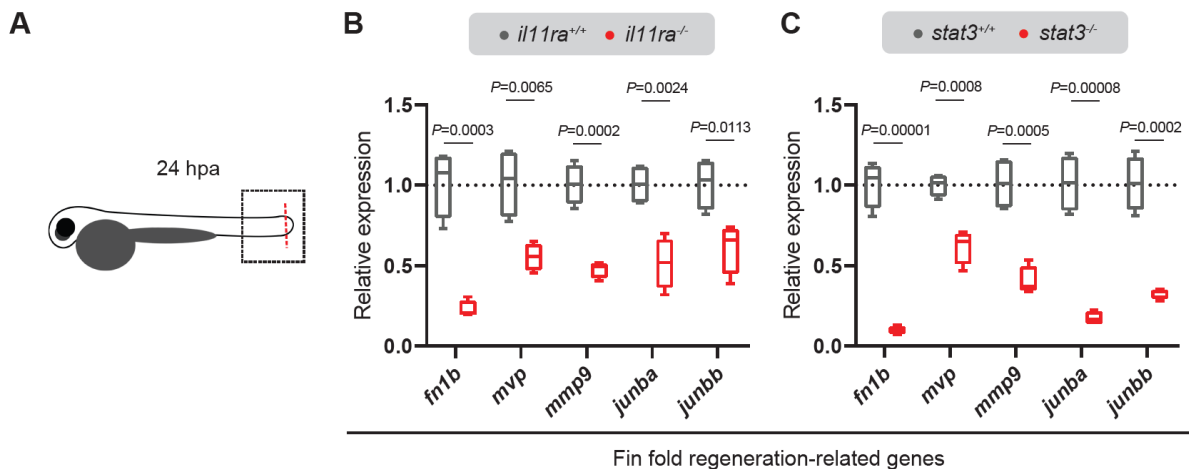 A
24 hpa
B
il11ra+/+ il11ra-/-
P=0.0003
P=0.0065
P=0.0002
P=0.0024
P=0.0113
Relative expression
1.5
1.0
0.5
0.0
fn1b
mvp
mmp9
junba
junbb
C
stat3+/+ stat3-/-
P=0.00001
P=0.0008
P=0.0005
P=0.00008
P=0.0002
Relative expression
1.5
1.0
0.5
0.0
fn1b
mvp
mmp9
junba
junbb
Fin fold regeneration-related genes